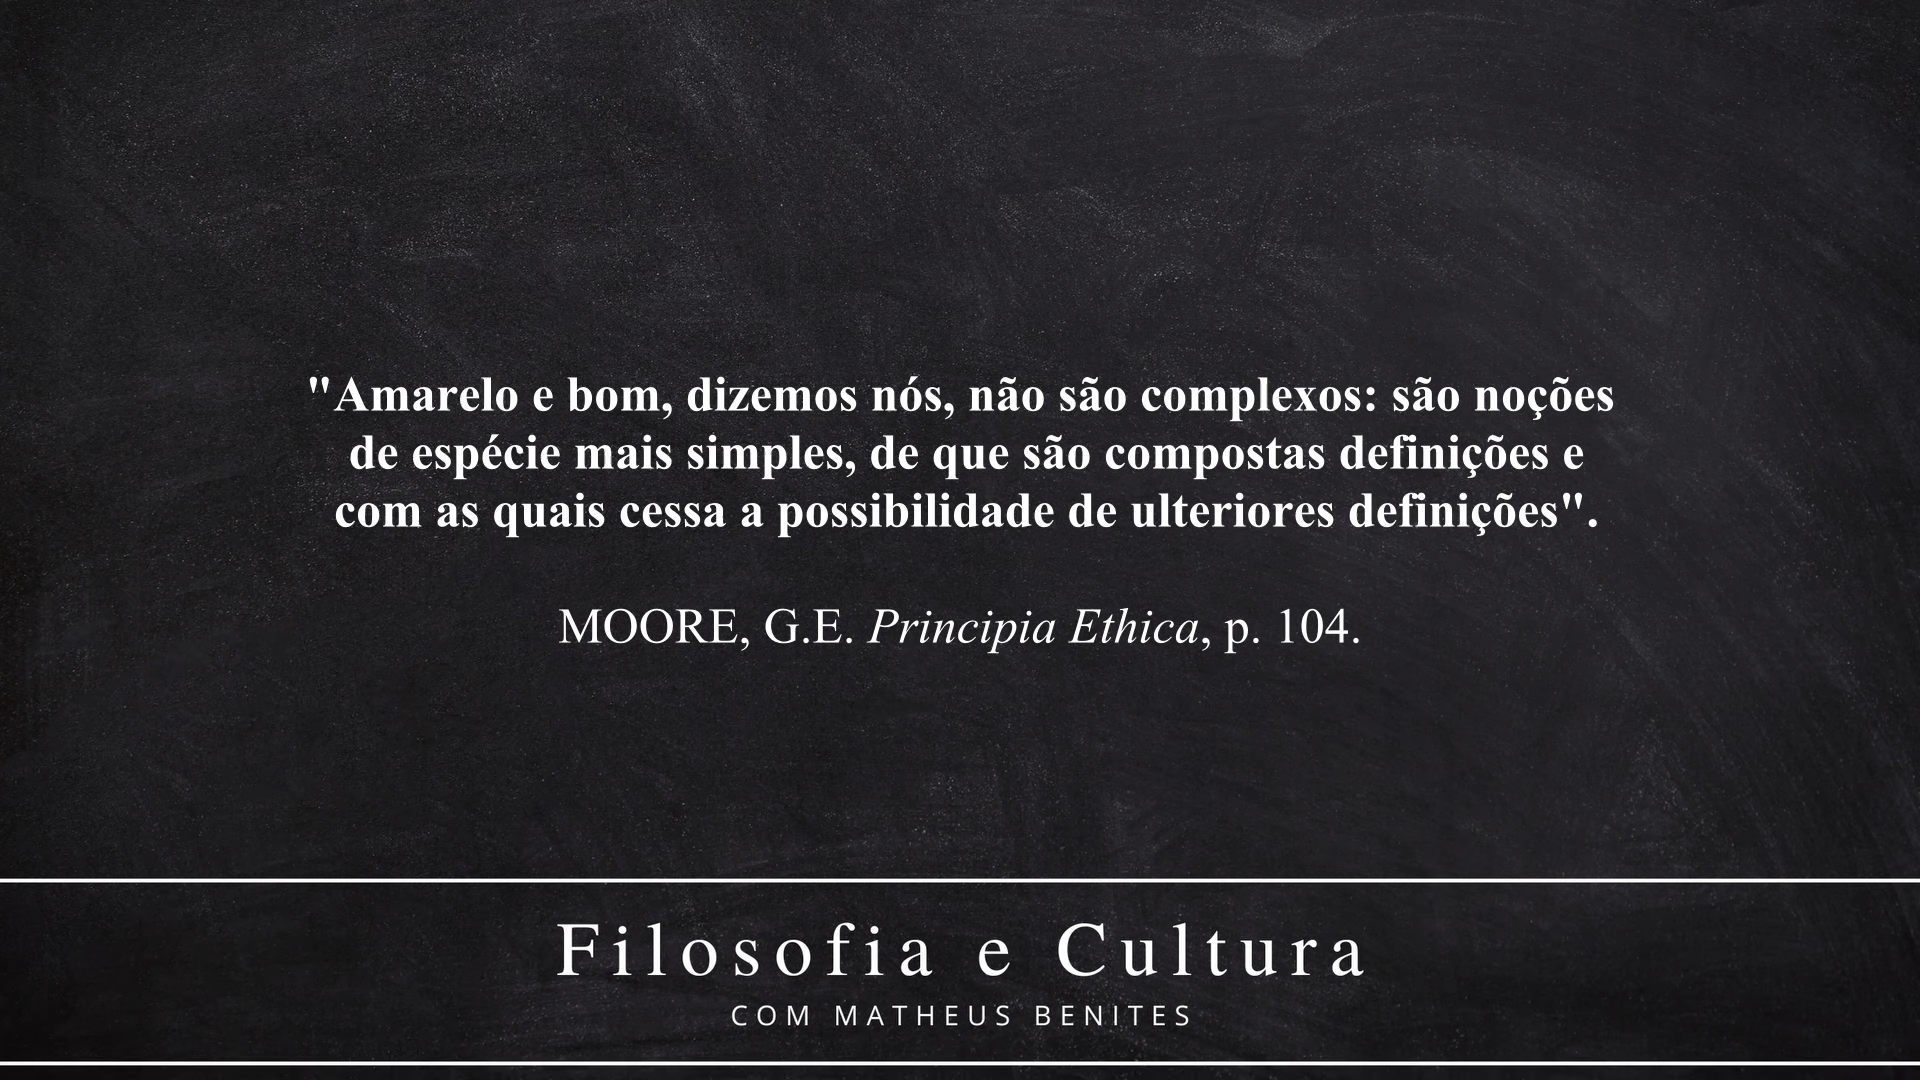 "Amarelo e bom, dizemos nós, não são complexos: são noções
de espécie mais simples, de que são compostas definições e
com as quais cessa a possibilidade de ulteriores definições".
MOORE, G.E. Principia Ethica, p. 104.
Filosofia e Cultura
COM MATHEUS BENITES